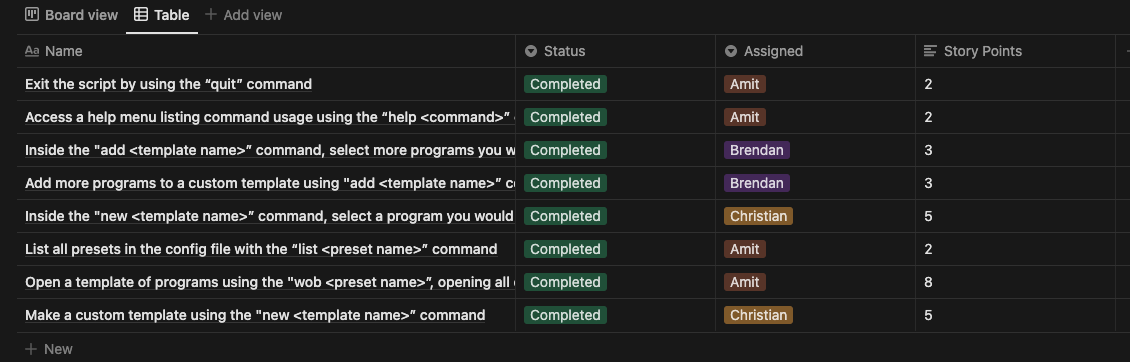 Board view Table + Add view
Aa Name Status Assigned Story Points
Exit the script by using the “quit” command Completed Amit 2
Access a help menu listing command usage using the “help <command>” Completed Amit 2
Inside the "add <template name>” command, select more programs you w Completed Brendan 3
Add more programs to a custom template using "add <template name>” c Completed Brendan 3
Inside the "new <template name>” command, select a program you would Completed Christian 5
List all presets in the config file with the “list <preset name>” command Completed Amit 2
Open a template of programs using the "wob <preset name>”, opening all Completed Amit 8
Make a custom template using the "new <template name>” command Completed Christian 5
+ New